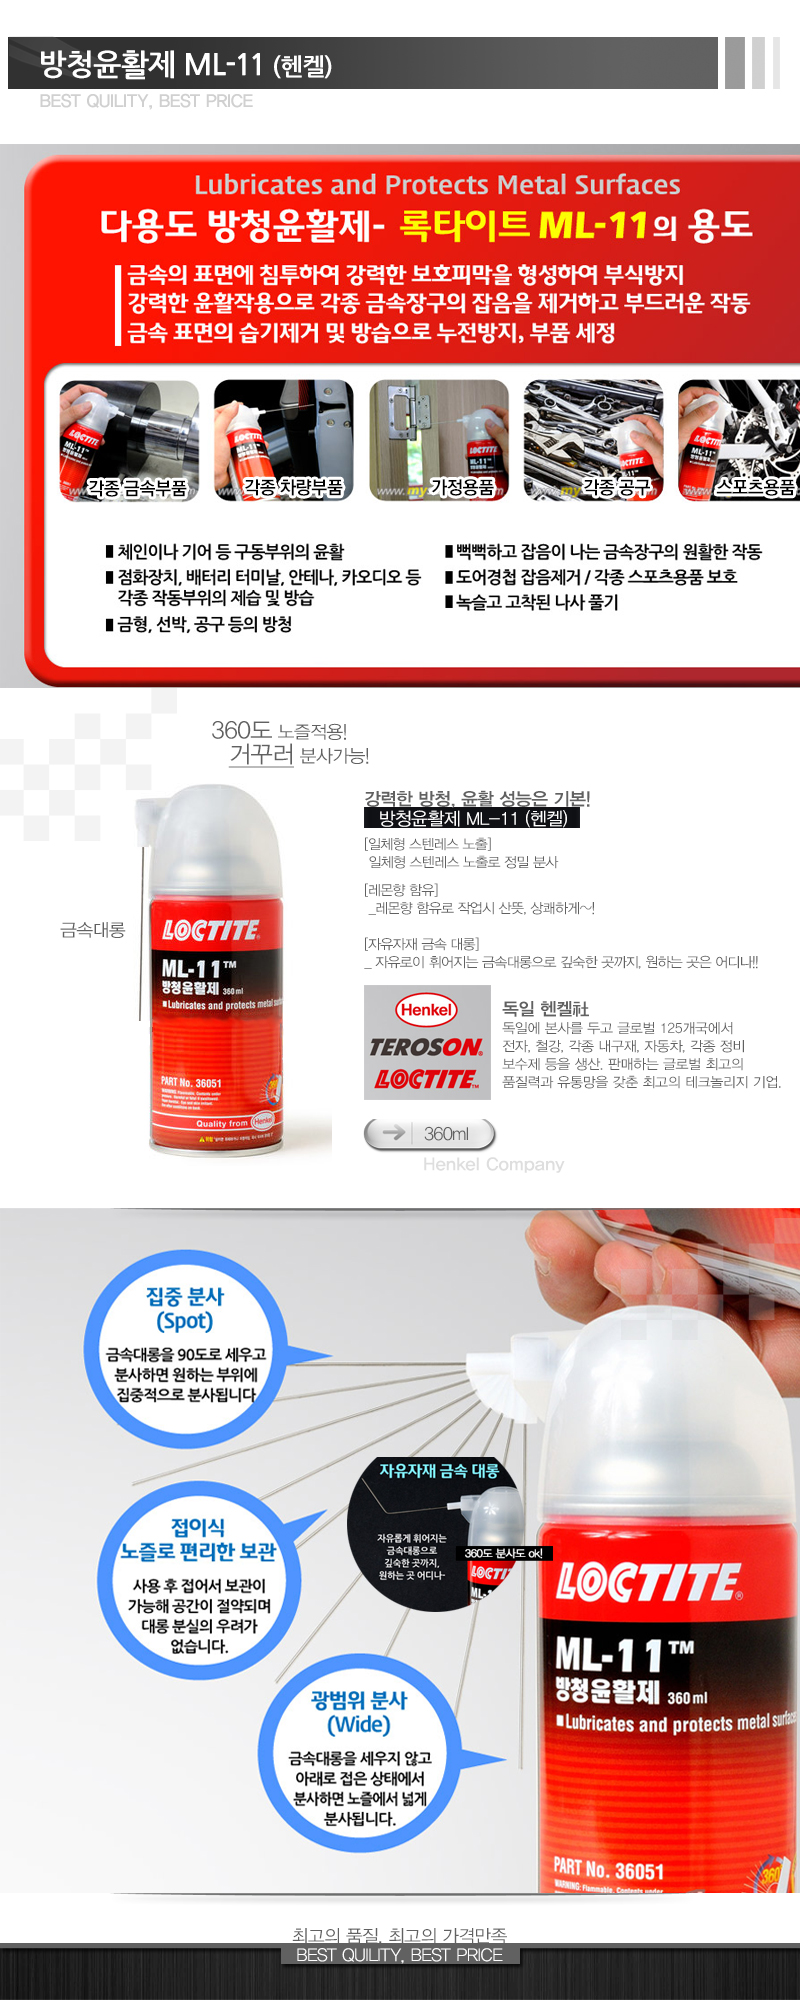 방청윤활제 ML-11 (헨켈)
BEST QUILITY, BEST PRICE
Lubricates and Protects Metal Surfaces
다용도 방청윤활제- 록타이트 ML-11의 용도
금속의 표면에 침투하여 강력한 보호피막을 형성하여 부식방지
강력한 윤활작용으로 각종 금속장구의 잡음을 제거하고 부드러운 작동
금속 표면의 습기제거 및 방습으로 누전방지, 부품 세정
각종 금속부품
각종 차량부품
가정용품
각종 공구
스포츠용품
■ 체인이나 기어 등 구동부위의 윤활
■ 점화장치, 배터리 터미날, 안테나, 카오디오 등
각종 작동부위의 제습 및 방습
■ 금형, 선박, 공구 등의 방청
■ 뻑뻑하고 잡음이 나는 금속장구의 원활한 작동
■ 도어경첩 잡음제거 / 각종 스포츠용품 보호
■ 녹슬고 고착된 나사 풀기
360도 노즐적용!
거꾸러 분사가능!
금속대롱
LOCTITE
ML-11™
방청윤활제 360ml
■ Lubricates and protects metal
PART No. 36051
Quality from Henkel
강력한 방청, 윤활 성능은 기본!
방청윤활제 ML-11 (헨켈)
[일체형 스텐레스 노출]
일체형 스텐레스 노출로 정밀 분사
[레몬향 함유]
_레몬향 함유로 작업시 산뜻, 상쾌하게~!
[자유자재 금속 대롱]
_ 자유로이 휘어지는 금속대롱으로 깊숙한 곳까지, 원하는 곳은 어디나!!
Henkel
TEROSON.
LOCTITE™
독일 헨켈社
독일에 본사를 두고 글로벌 125개국에서
전자, 철강, 각종 내구재, 자동차, 각종 정비
보수제 등을 생산, 판매하는 글로벌 최고의
품질력과 유통망을 갖춘 최고의 테크놀리지 기업.
360ml
Henkel Company
집중 분사
(Spot)
금속대롱을 90도로 세우고
분사하면 원하는 부위에
집중적으로 분사됩니다
자유자재 금속 대롱
자유롭게 휘어지는
금속대롱으로
깊숙한 곳까지,
원하는 곳 어디나~
360도 분사도 ok!
접이식
노즐로 편리한 보관
사용 후 접어서 보관이
가능해 공간이 절약되며
대롱 분실의 우려가
없습니다.
광범위 분사
(Wide)
금속대롱을 세우지 않고
아래로 접은 상태에서
분사하면 노즐에서 넓게
분사됩니다.
LOCTITE®
ML-11™
방청윤활제 360ml
■ Lubricates and protects metal surfaces
PART No. 36051
최고의 품질, 최고의 가격만족
BEST QUILITY, BEST PRICE